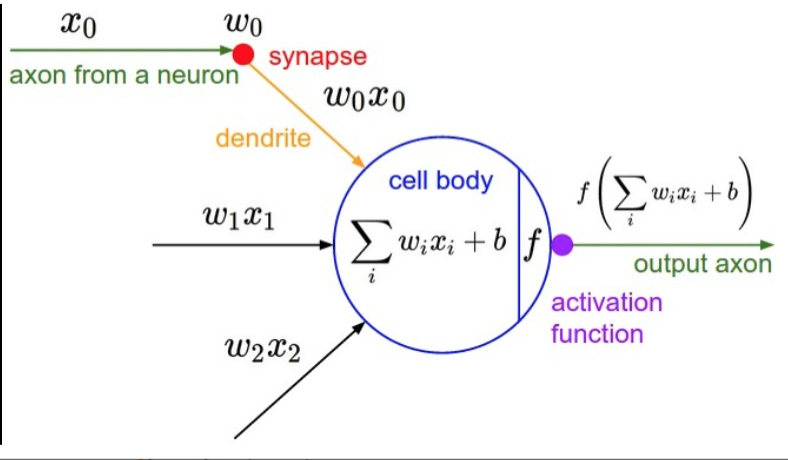 x₀
w₀
synapse
axon from a neuron
w₀x₀
dendrite
cell body
w₁x₁
∑ᵢ wᵢxᵢ + b
f
f(∑ᵢ wᵢxᵢ + b)
output axon
activation
function
w₂x₂